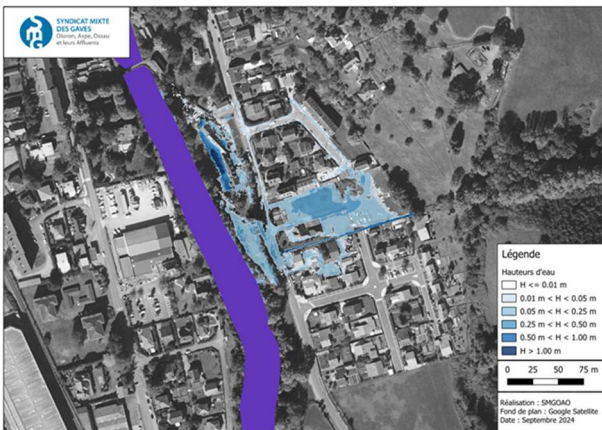 SYNDICAT MIXTE
DES GAVES
Oloron, Aspe, Ossau
et leurs Affluents
Légende
Hauteurs d'eau
H <= 0.01 m
0.01 m < H < 0.05 m
0.05 m < H < 0.25 m
0.25 m < H < 0.50 m
0.50 m < H < 1.00 m
H > 1.00 m
0 25 50 75 m
Réalisation : SMGOAO
Fond de plan : Google Satellite
Date : Septembre 2024